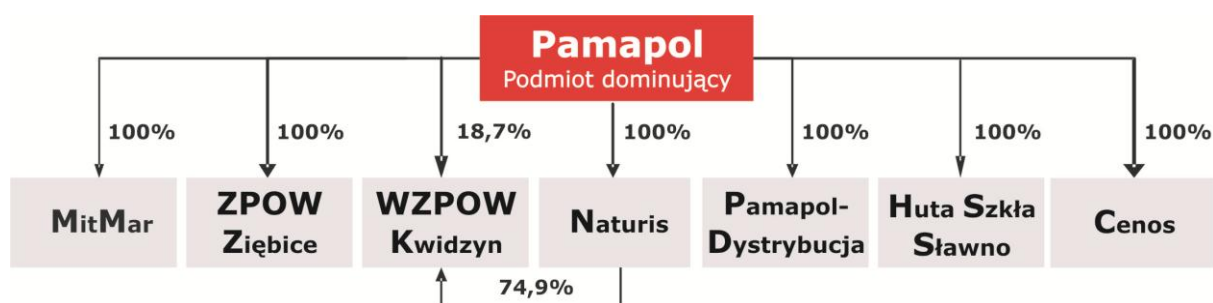 Pamapol
Podmiot dominujący
100%
100%
18,7%
100%
100%
100%
100%
MitMar
ZPOW
Ziębice
WZPOW
Kwidzyn
Naturis
Pamapol-
Dystrybucja
Huta Szkła
Sławno
Cenos
74,9%